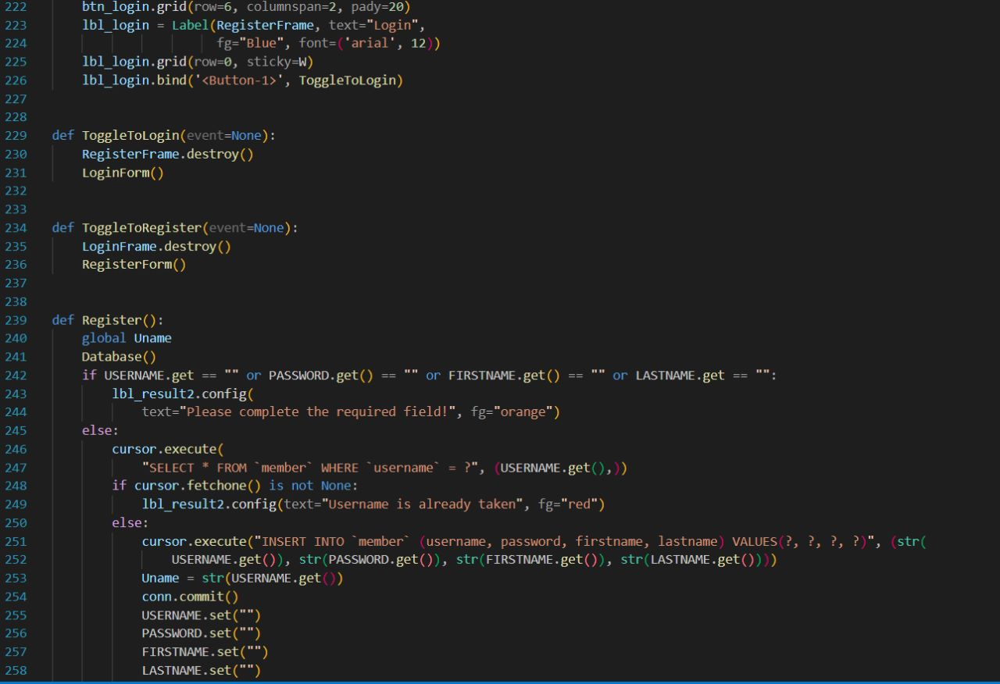 222 btn_login.grid(row=6, columnspan=2, pady=20)
223 lbl_login = Label(RegisterFrame, text="Login",
224 fg="Blue", font=('arial', 12))
225 lbl_login.grid(row=0, sticky=W)
226 lbl_login.bind('<Button-1>', ToggleToLogin)
227
228
229 def ToggleToLogin(event=None):
230 RegisterFrame.destroy()
231 LoginForm()
232
233
234 def ToggleToRegister(event=None):
235 LoginFrame.destroy()
236 RegisterForm()
237
238
239 def Register():
240 global Uname
241 Database()
242 if USERNAME.get == "" or PASSWORD.get() == "" or FIRSTNAME.get() == "" or LASTNAME.get == "":
243 lbl_result2.config(
244 text="Please complete the required field!", fg="orange")
245 else:
246 cursor.execute(
247 "SELECT * FROM `member` WHERE `username` = ?", (USERNAME.get(),))
248 if cursor.fetchone() is not None:
249 lbl_result2.config(text="Username is already taken", fg="red")
250 else:
251 cursor.execute("INSERT INTO `member` (username, password, firstname, lastname) VALUES(?, ?, ?, ?)", (str(
252 USERNAME.get()), str(PASSWORD.get()), str(FIRSTNAME.get()), str(LASTNAME.get())))
253 Uname = str(USERNAME.get())
254 conn.commit()
255 USERNAME.set("")
256 PASSWORD.set("")
257 FIRSTNAME.set("")
258 LASTNAME.set("")